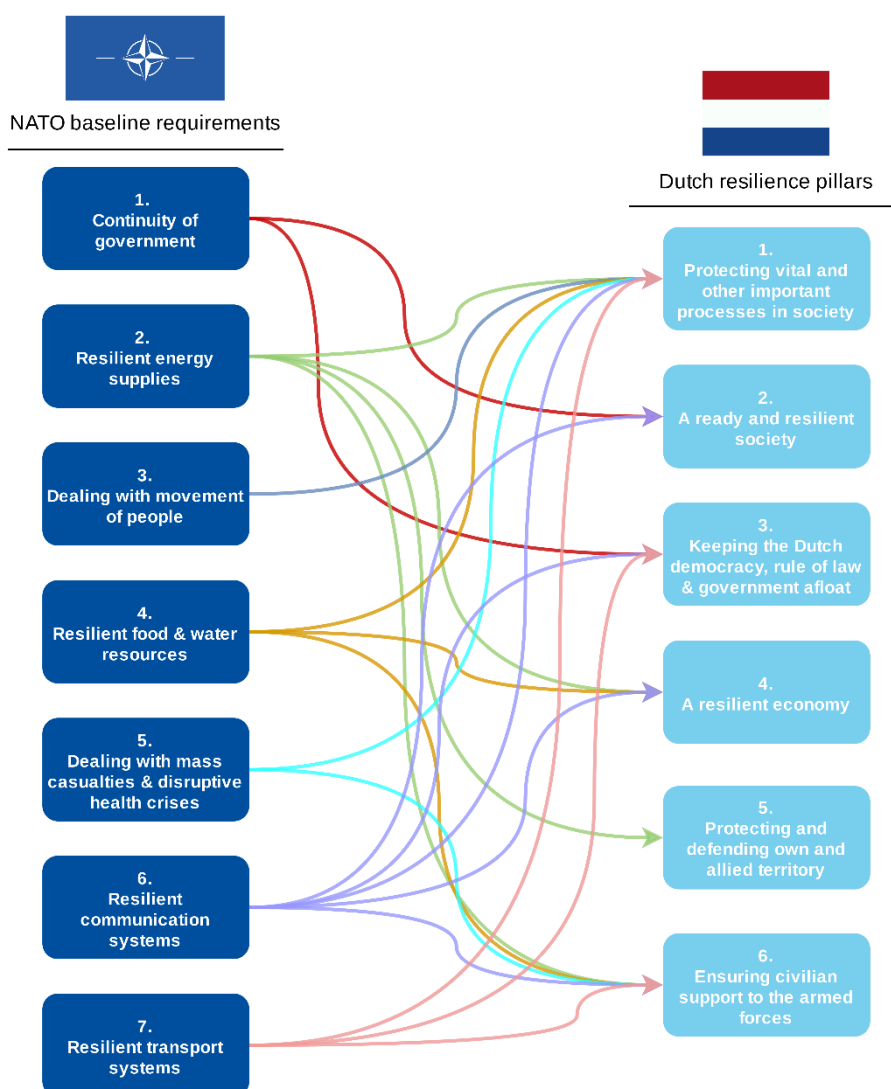 NATO baseline requirements
1.
Continuity of
government
2.
Resilient energy
supplies
3.
Dealing with movement
of people
4.
Resilient food & water
resources
5.
Dealing with mass
casualties & disruptive
health crises
6.
Resilient
communication
systems
7.
Resilient transport
systems
Dutch resilience pillars
1.
Protecting vital and
other important
processes in society
2.
A ready and resilient
society
3.
Keeping the Dutch
democracy, rule of law
& government afloat
4.
A resilient economy
5.
Protecting and
defending own and
allied territory
6.
Ensuring civilian
support to the armed
forces